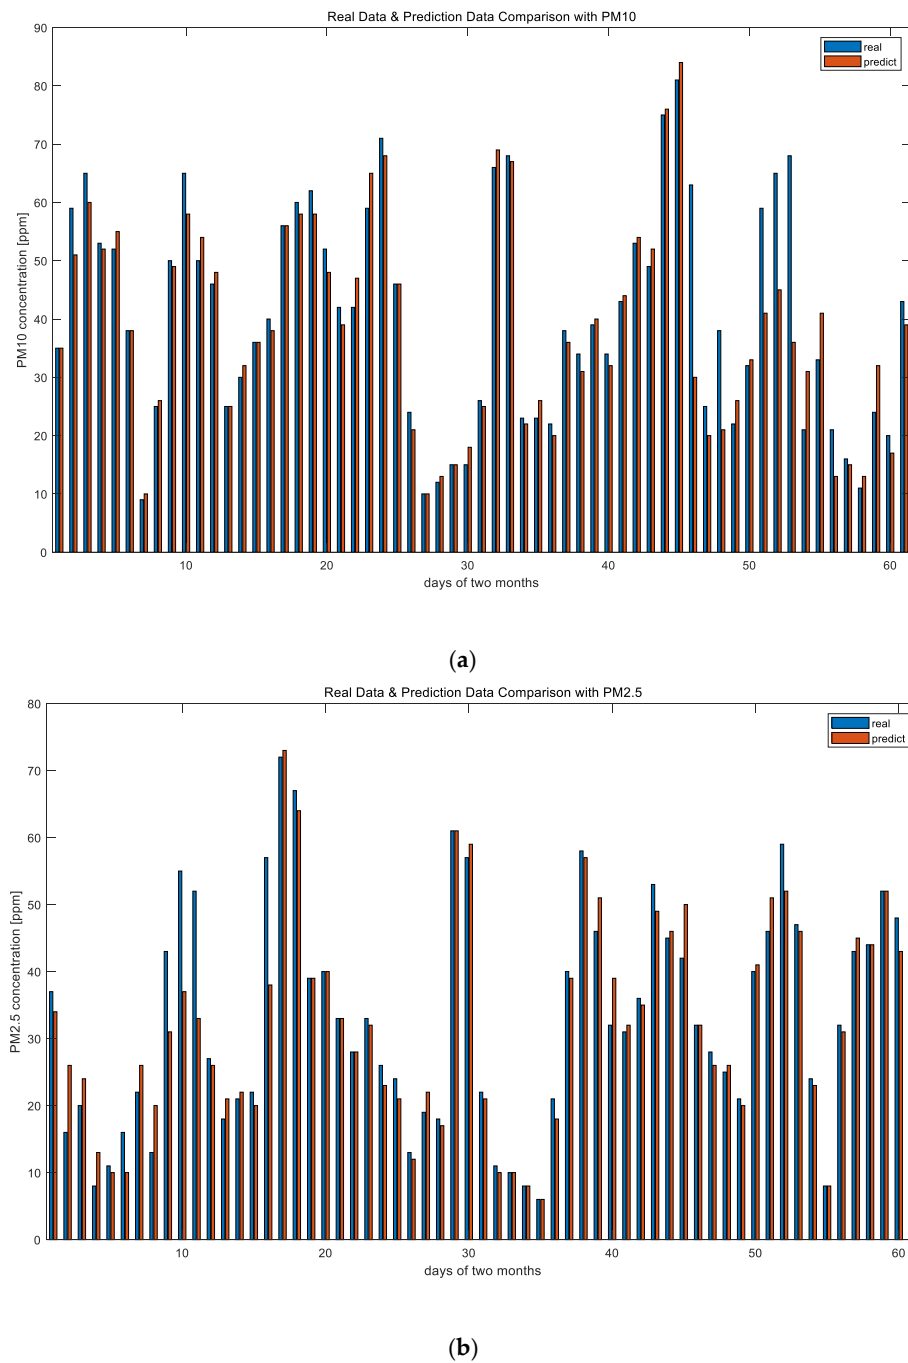 Real Data & Prediction Data Comparison with PM10
90
80
70
60
50
40
30
20
10
0
PM10 concentration [ppm]
real
predict
10 20 30 40 50 60
days of two months
(a)
Real Data & Prediction Data Comparison with PM2.5
80
70
60
50
40
30
20
10
0
PM2.5 concentration [ppm]
real
predict
10 20 30 40 50 60
days of two months
(b)